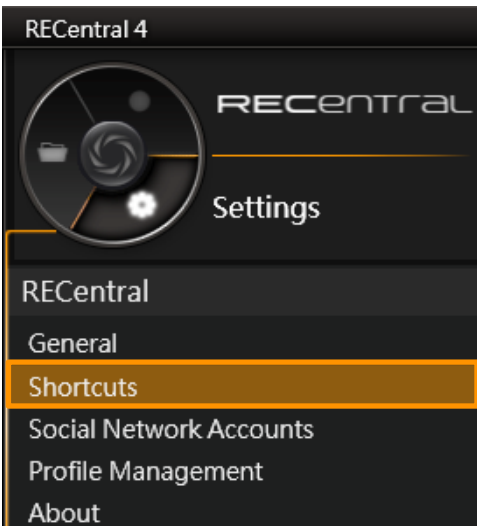 RECentral 4
RECentral
Settings
RECentral
General
Shortcuts
Social Network Accounts
Profile Management
About